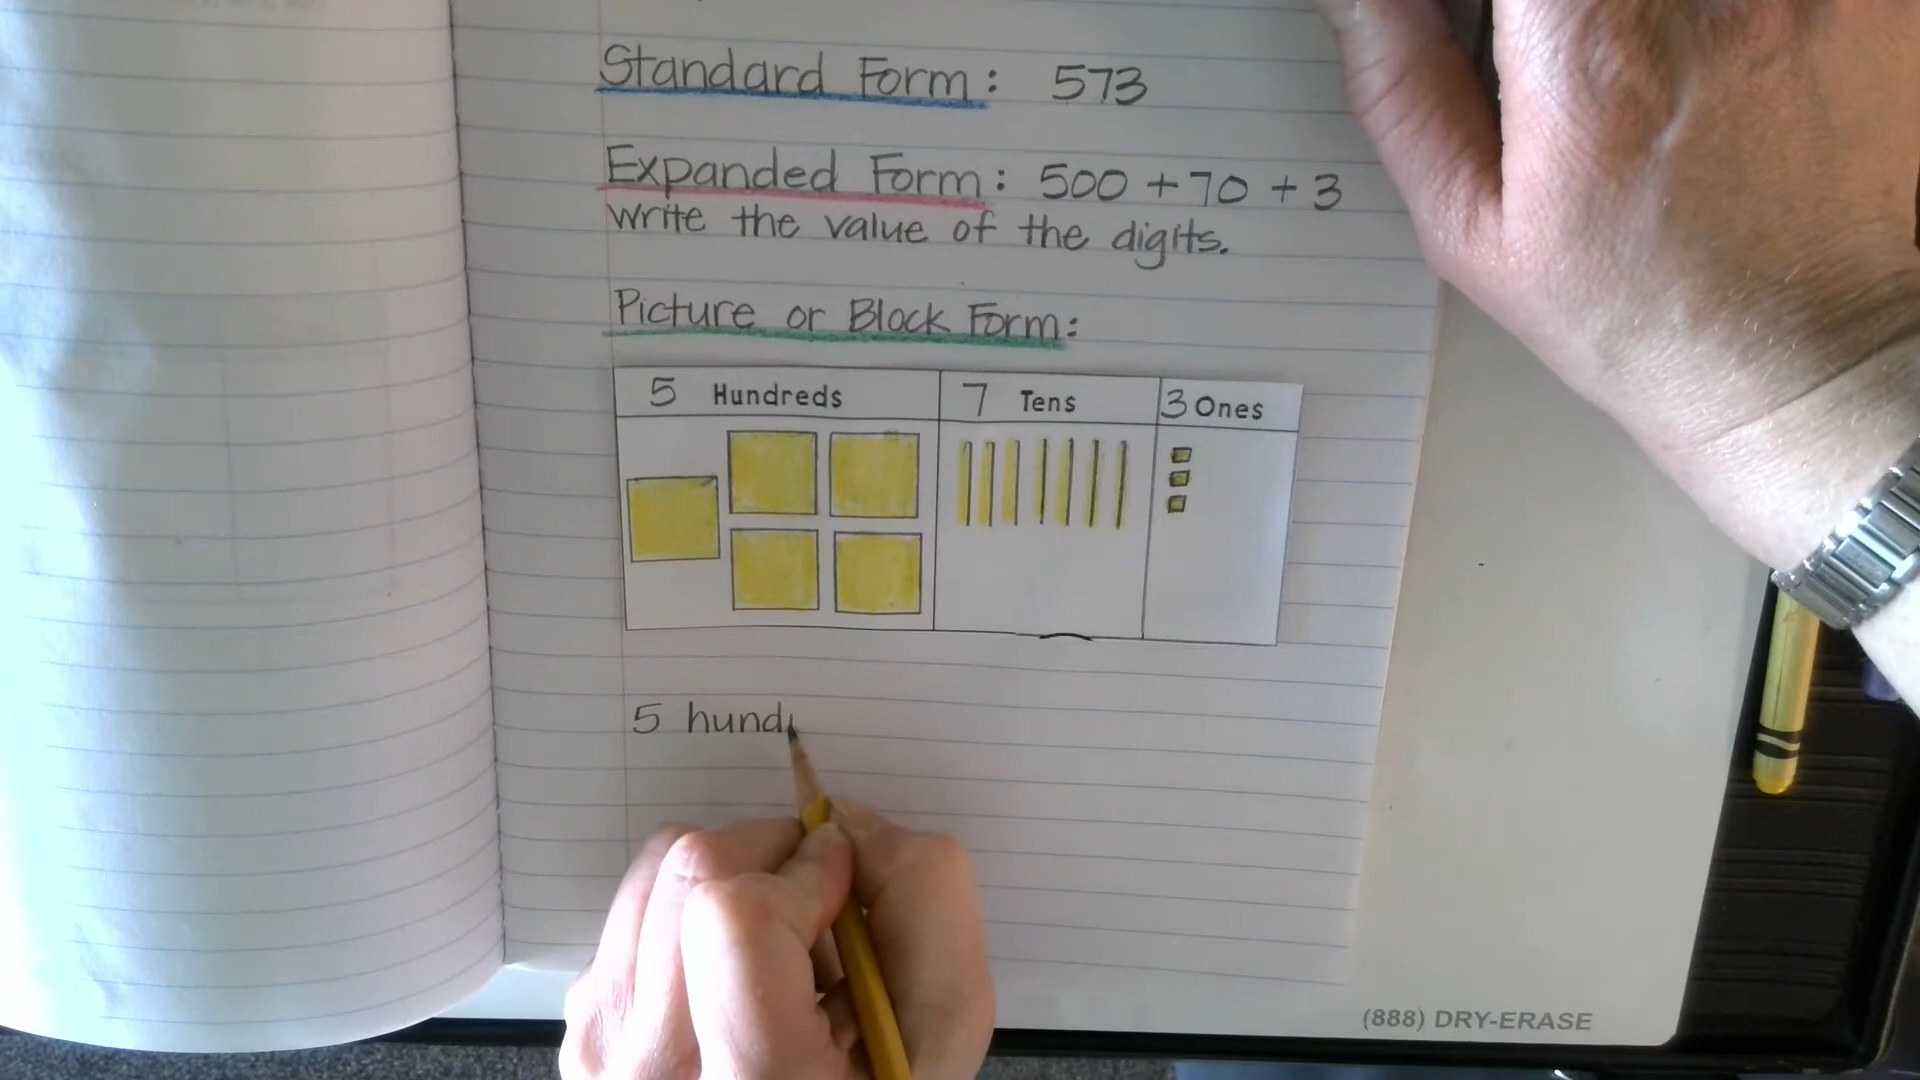 Standard Form: 573
Expanded Form: 500 + 70 + 3
write the value of the digits.
Picture or Block Form:
5 Hundreds 7 Tens 3 Ones
5 hund
(888) DRY-ERASE